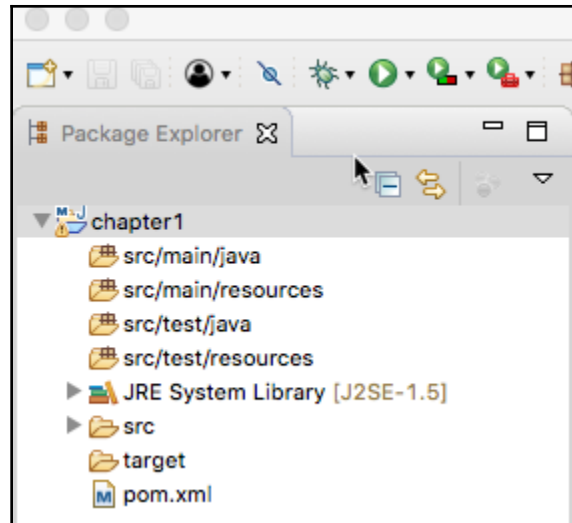 Package Explorer
chapter1
src/main/java
src/main/resources
src/test/java
src/test/resources
JRE System Library [J2SE-1.5]
src
target
pom.xml